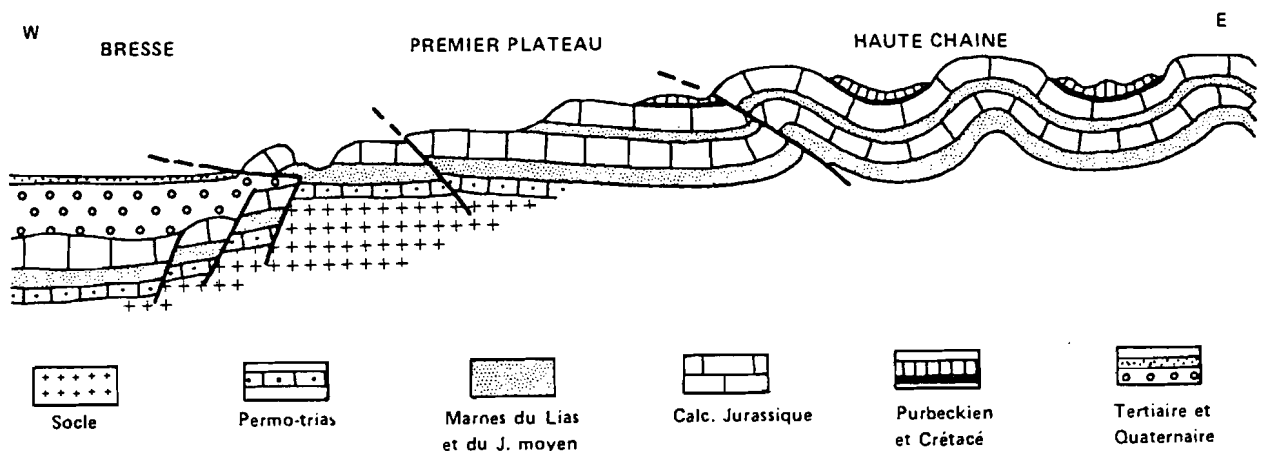 W
E
BRESSE
PREMIER PLATEAU
HAUTE CHAINE
Socle
Permo-trias
Marnes du Lias
et du J. moyen
Calc. Jurassique
Purbeckien
et Crétacé
Tertiaire et
Quaternaire